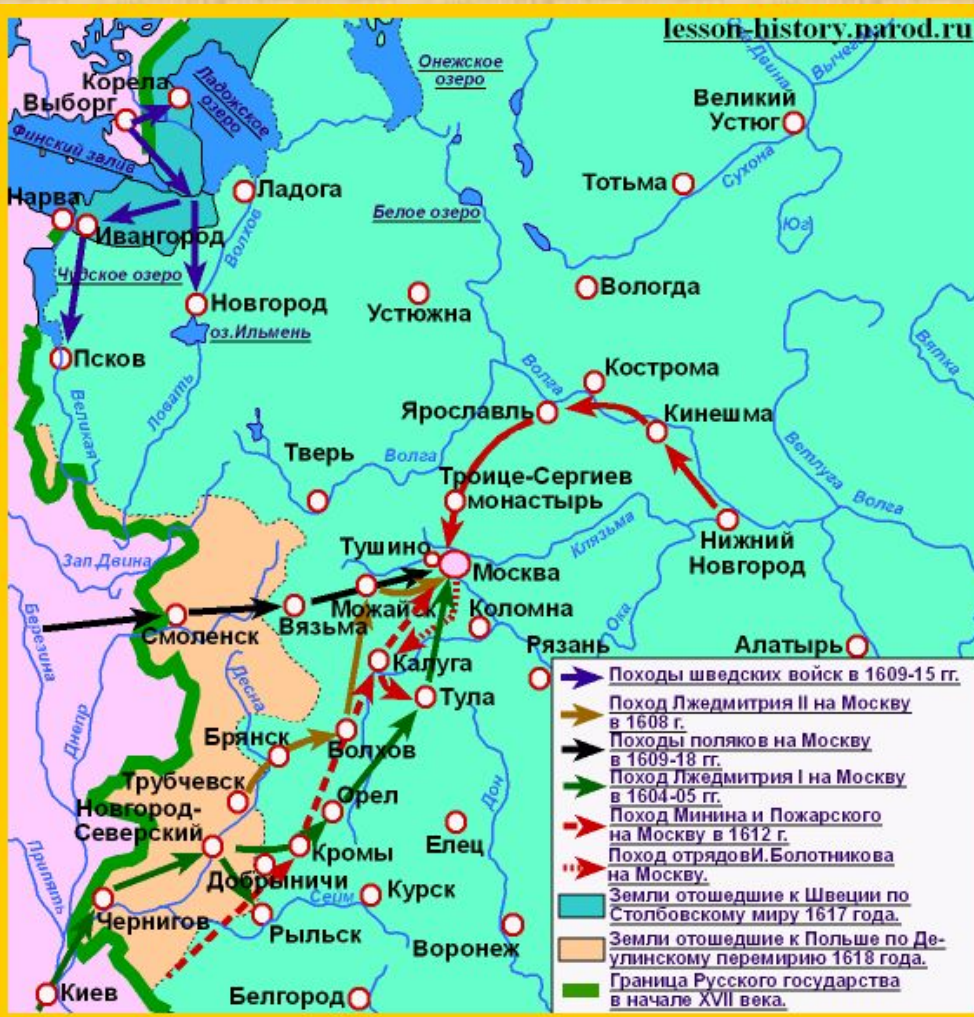 lesson-history.narod.ru
Сев.Двина
Вычегда
Корела
Выборг
Ладожское
озеро
Онежское
озеро
Великий
Устюг
Финский залив
Сухона
Нарва
Ладога
Тотьма
Белое озеро
Юг
Ивангород
Волхов
Чудское озеро
Новгород
оз.Ильмень
Устюжна
Вологда
Псков
Великая
Ловать
Волга
Кострома
Вятка
Ярославль
Кинешма
Ветлуга
Волга
Тверь
Волга
Троице-Сергиев
монастырь
Клязьма
Нижний
Новгород
Зап.Двина
Тушино
Москва
Березина
Смоленск
Вязьма
Можайск
Коломна
Ока
Рязань
Алатырь
Калуга
Десна
Днепр
Тула
Брянск
Болхов
Трубчевск
Новгород-
Северский
Орел
Дон
Елец
Кромы
Добрыничи
Припять
Чернигов
Сейм
Курск
Рыльск
Воронеж
Киев
Белгород
Походы шведских войск в 1609-15 гг.
Поход Лжедмитрия II на Москву
в 1608 г.
Походы поляков на Москву
в 1609-18 гг.
Поход Лжедмитрия I на Москву
в 1604-05 гг.
Поход Минина и Пожарского
на Москву в 1612 г.
Поход отрядовИ.Болотникова
на Москву.
Земли отошедшие к Швеции по
Столбовскому миру 1617 года.
Земли отошедшие к Польше по Де-
улинскому перемирию 1618 года.
Граница Русского государства
в начале XVII века.